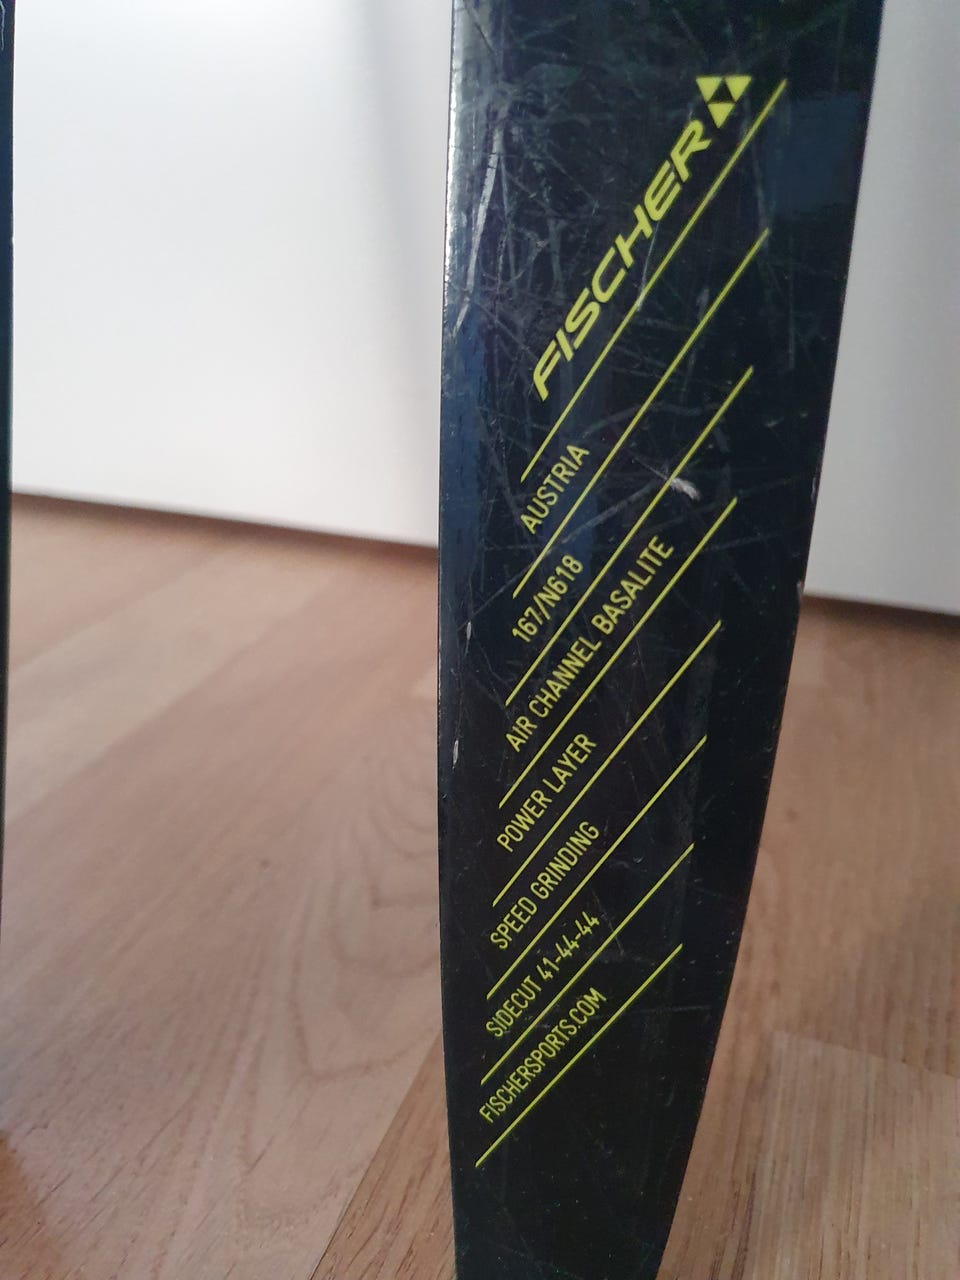 FISCHER
AUSTRIA
167/N618
AIR CHANNEL BASALITE
POWER LAYER
SPEED GRINDING
SIDECUT 41-44-44
FISCHERSPORTS.COM